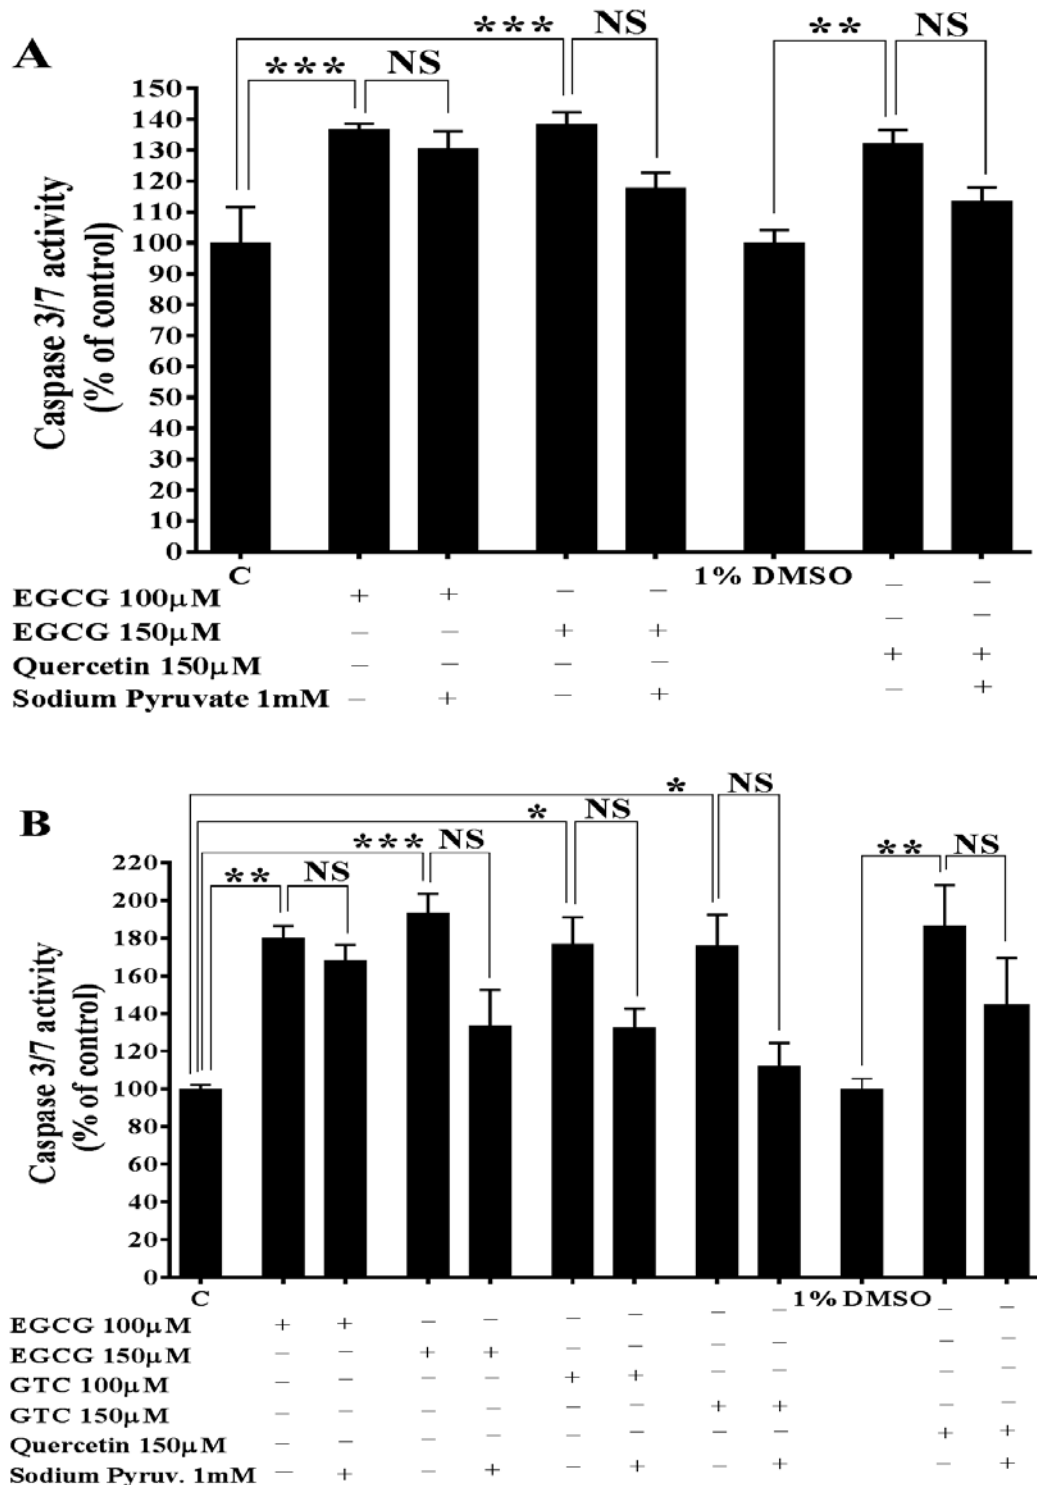 *** NS ** NS
A *** NS
150
140
130
120
110
100
90
80
70
60
50
40
30
20
10
0
Caspase 3/7 activity
(% of control)
C 1% DMSO
EGCG 100μM + + − − − −
EGCG 150μM − − + + − −
Quercetin 150μM − − − − + +
Sodium Pyruvate 1mM − + − + − +
* NS
B * NS
*** NS ** NS
** NS
220
200
180
160
140
120
100
80
60
40
20
0
Caspase 3/7 activity
(% of control)
C 1% DMSO
EGCG 100μM + + − − − − − − − −
EGCG 150μM − − + + − − − − − −
GTC 100μM − − − − + + − − − −
GTC 150μM − − − − − − + + − −
Quercetin 150μM − − − − − − − − + +
Sodium Pyruv. 1mM − + − + − + − + − +